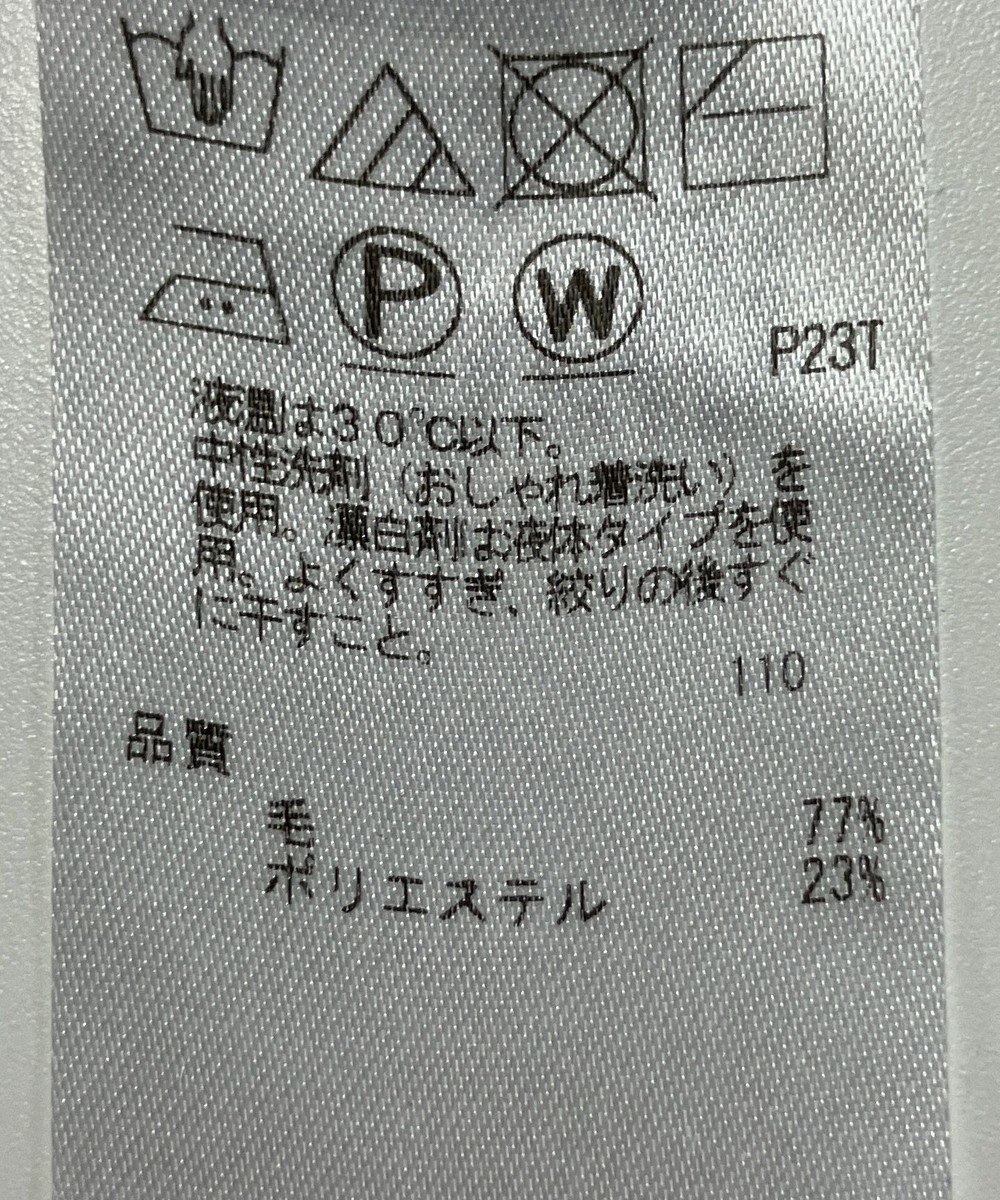 P W
P23T
液温は30℃以下。
中性洗剤(おしゃれ着洗い)を
使用。漂白剤は液体タイプを使
用。よくすすぎ、絞りの後すぐ
に干すこと。
110
品質
毛 77%
ポリエステル 23%